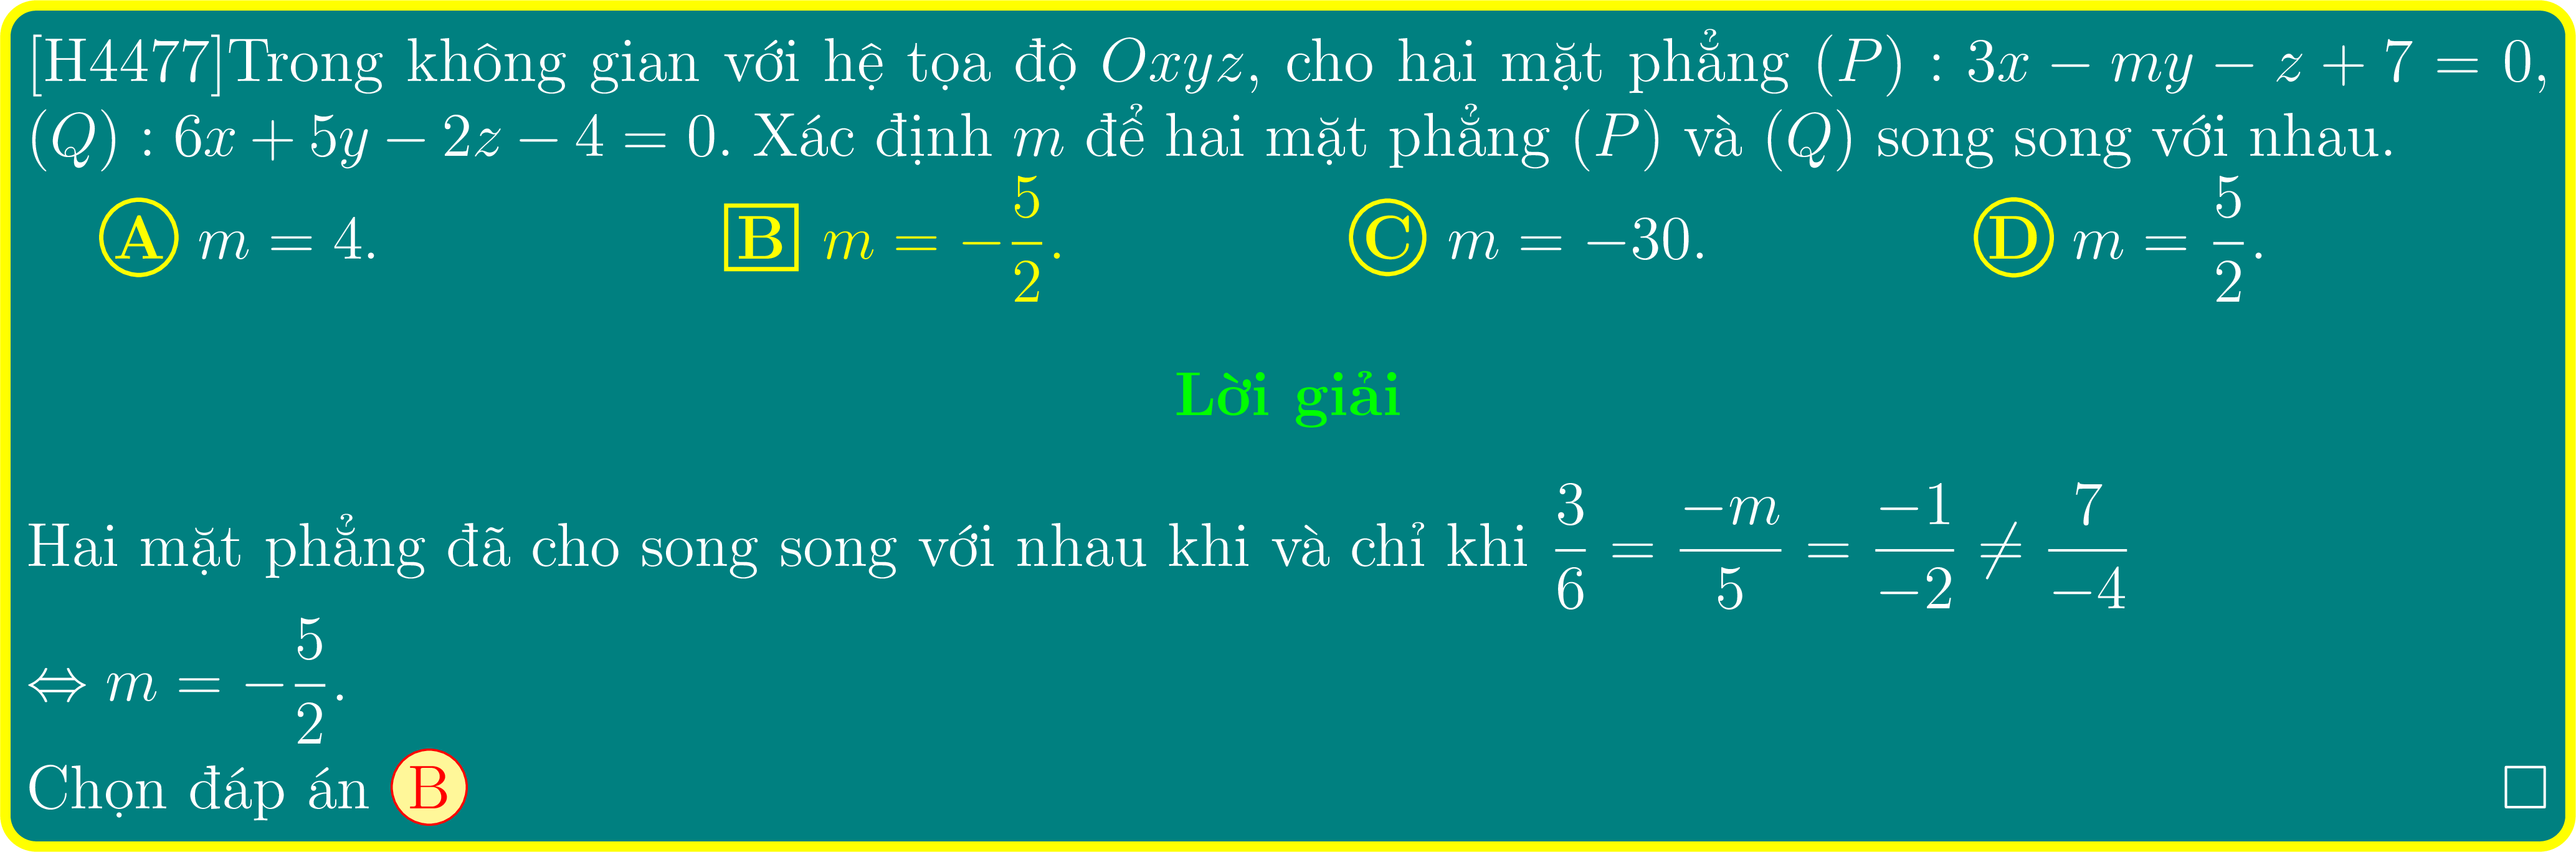 [H4477]Trong không gian với hệ tọa độ Oxyz, cho hai mặt phẳng (P) : 3x − my − z + 7 = 0,
(Q) : 6x + 5y − 2z − 4 = 0. Xác định m để hai mặt phẳng (P) và (Q) song song với nhau.
A m = 4. B m = −\frac{5}{2}. C m = −30. D m = \frac{5}{2}.
Lời giải
Hai mặt phẳng đã cho song song với nhau khi và chỉ khi \frac{3}{6} = \frac{−m}{5} = \frac{−1}{−2} ≠ \frac{7}{−4}
⇔ m = −\frac{5}{2}.
Chọn đáp án B □